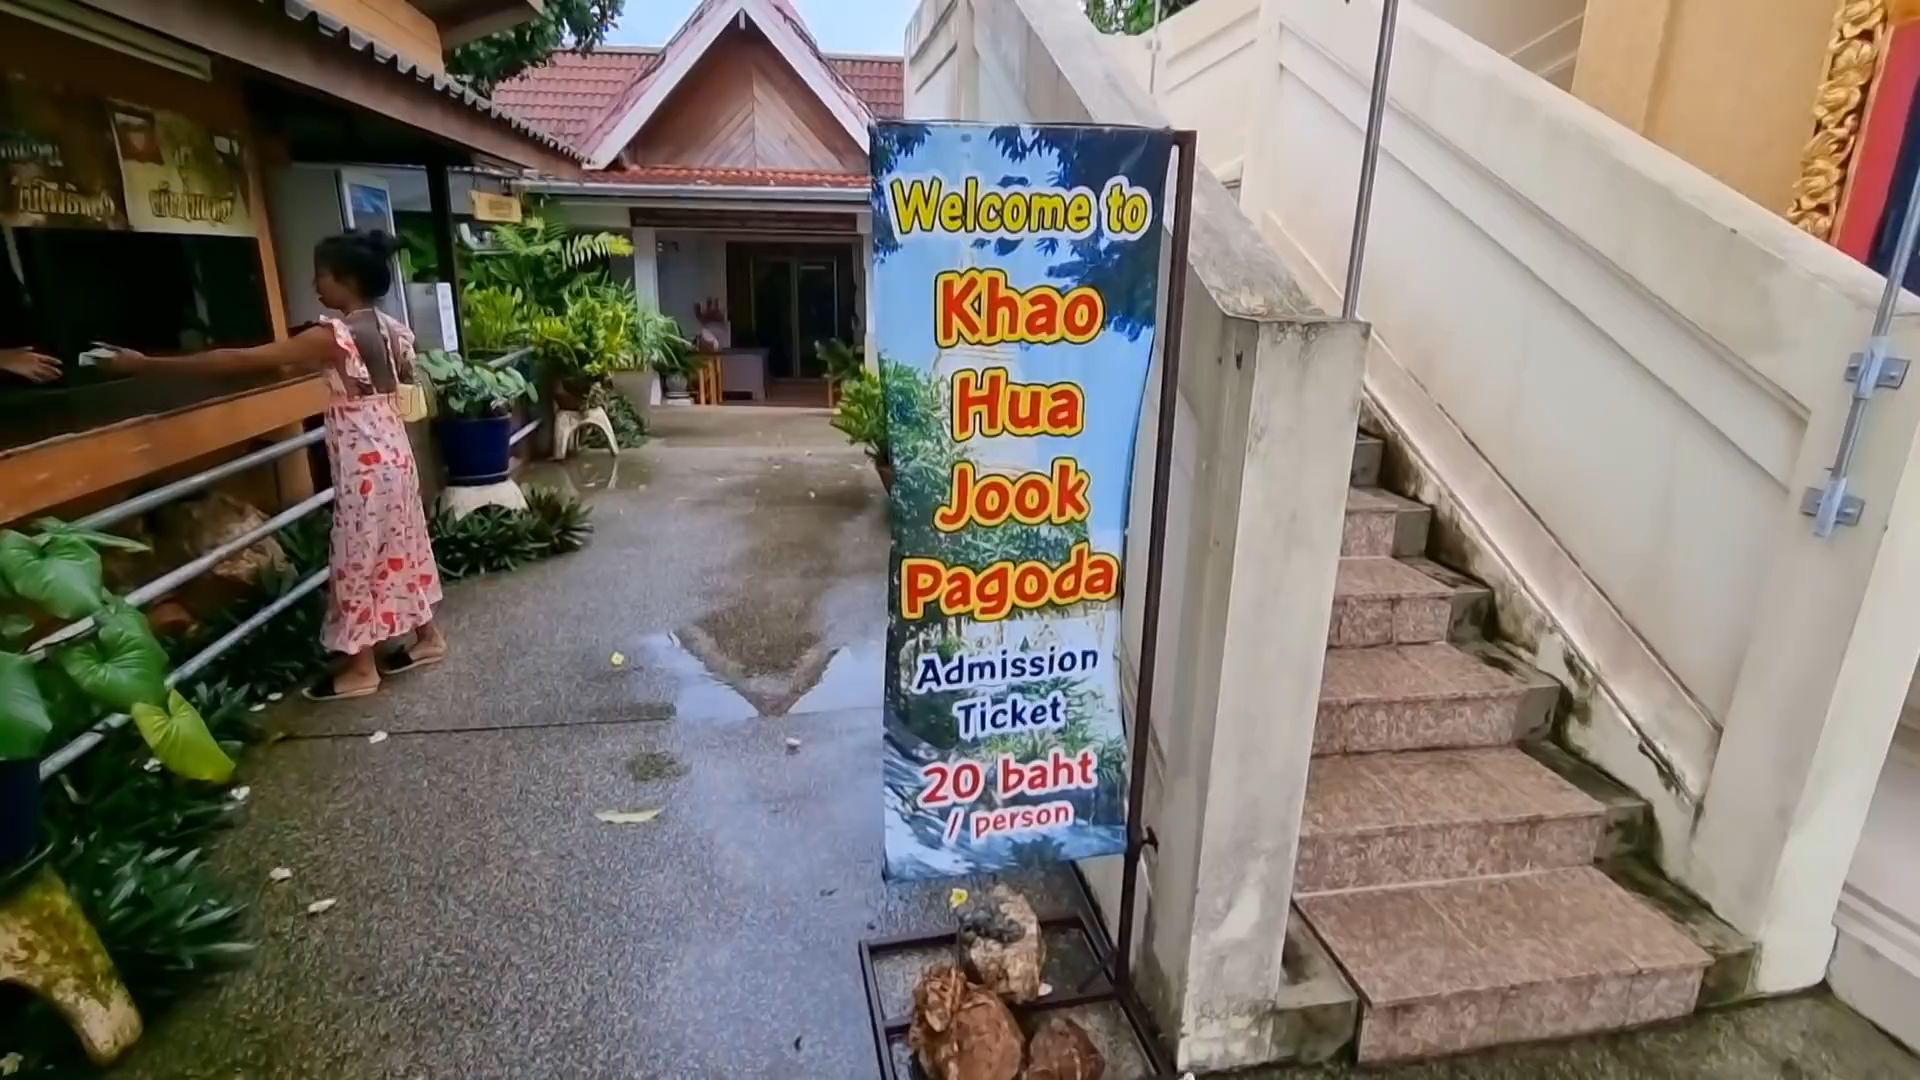 Welcome to
Khao
Hua
Jook
Pagoda
Admission
Ticket
20 baht
/ person